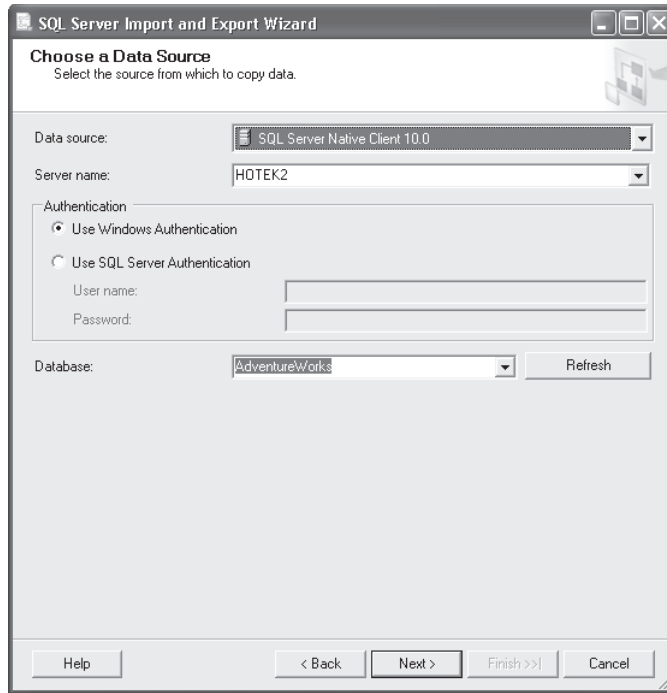 SQL Server Import and Export Wizard
Choose a Data Source
Select the source from which to copy data.
Data source:
SQL Server Native Client 10.0
Server name:
HOTEK2
Authentication
Use Windows Authentication
Use SQL Server Authentication
User name:
Password:
Database:
AdventureWorks
Refresh
Help
< Back
Next >
Finish >>|
Cancel